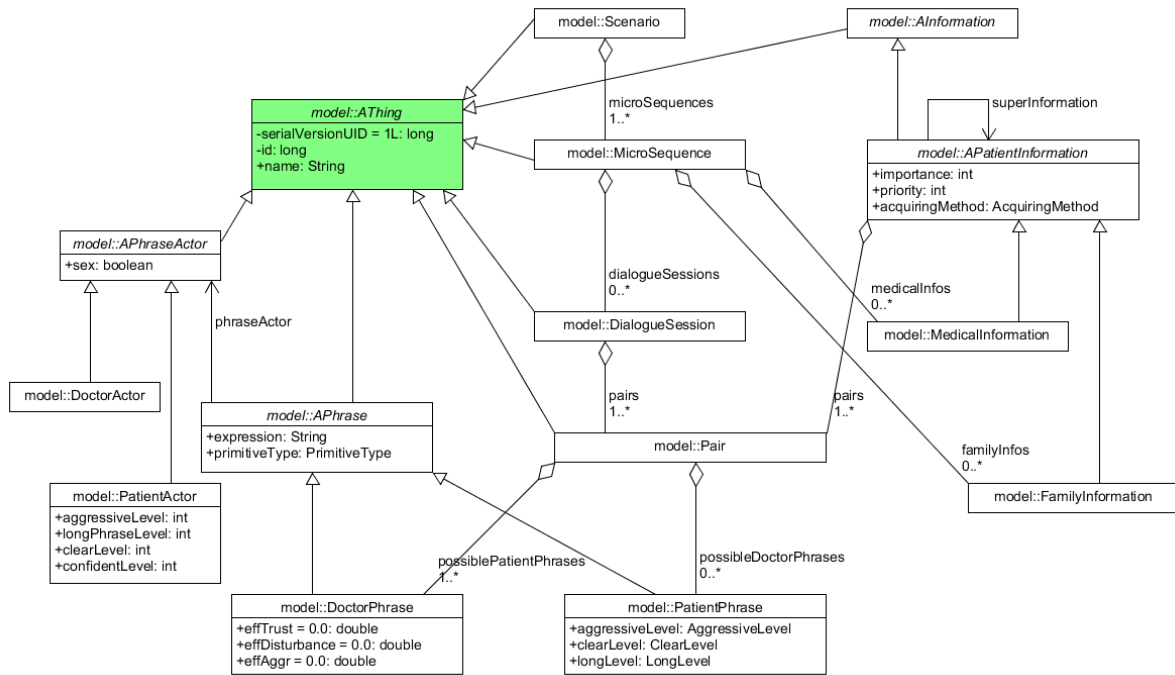 model::Scenario
model::AInformation
microSequences
1..*
superInformation
model::AThing
-serialVersionUID = 1L: long
-id: long
+name: String
model::MicroSequence
model::APatientInformation
+importance: int
+priority: int
+acquiringMethod: AcquiringMethod
model::APhraseActor
+sex: boolean
dialogueSessions
0..*
medicalInfos
0..*
phraseActor
model::DialogueSession
model::MedicalInformation
model::DoctorActor
pairs
1..*
pairs
1..*
model::APhrase
+expression: String
+primitiveType: PrimitiveType
model::Pair
familyInfos
0..*
model::PatientActor
+aggressiveLevel: int
+longPhraseLevel: int
+clearLevel: int
+confidentLevel: int
model::FamilyInformation
possiblePatientPhrases
1..*
possibleDoctorPhrases
0..*
model::DoctorPhrase
+effTrust = 0.0: double
+effDisturbance = 0.0: double
+effAggr = 0.0: double
model::PatientPhrase
+aggressiveLevel: AggressiveLevel
+clearLevel: ClearLevel
+longLevel: LongLevel